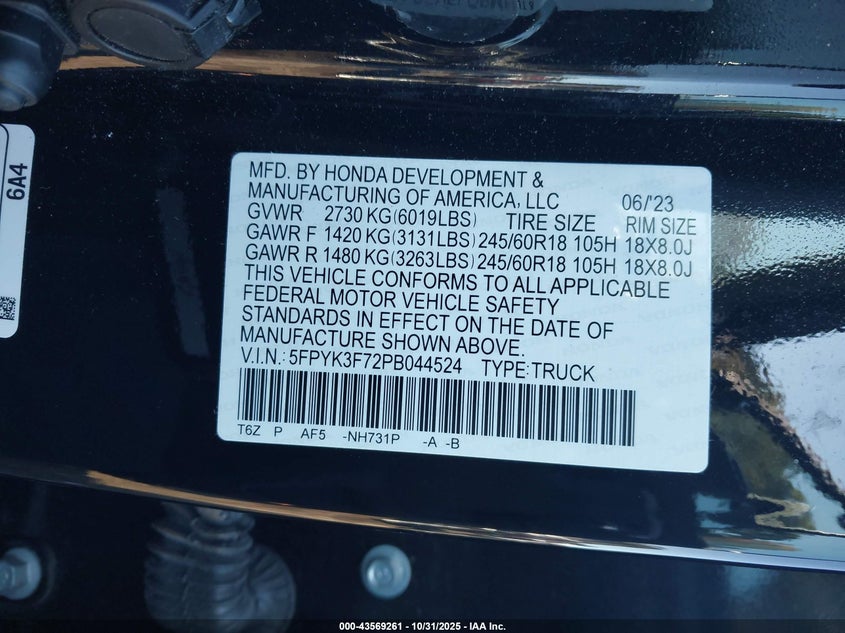 6A4
MFD. BY HONDA DEVELOPMENT &
MANUFACTURING OF AMERICA, LLC 06/'23
GVWR 2730 KG(6019LBS) TIRE SIZE RIM SIZE
GAWR F 1420 KG(3131LBS) 245/60R18 105H 18X8.0J
GAWR R 1480 KG(3263LBS) 245/60R18 105H 18X8.0J
THIS VEHICLE CONFORMS TO ALL APPLICABLE
FEDERAL MOTOR VEHICLE SAFETY
STANDARDS IN EFFECT ON THE DATE OF
MANUFACTURE SHOWN ABOVE.
V.I.N.: 5FPYK3F72PB044524 TYPE:TRUCK
T6Z P AF5 -NH731P -A -B
000-43569261 - 10/31/2025 - IAA Inc.